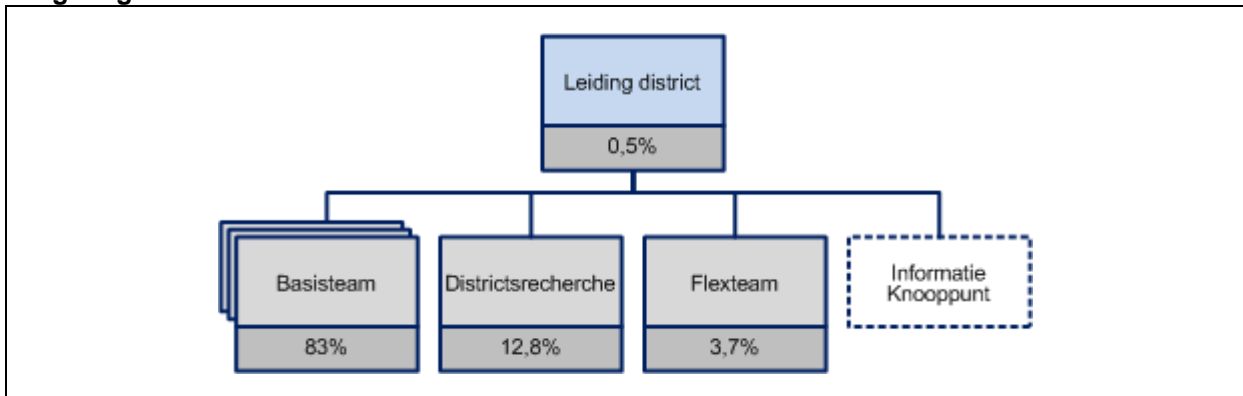 Leiding district
0,5%
Basisteam
83%
Districtsrecherche
12,8%
Flexteam
3,7%
Informatie
Knooppunt